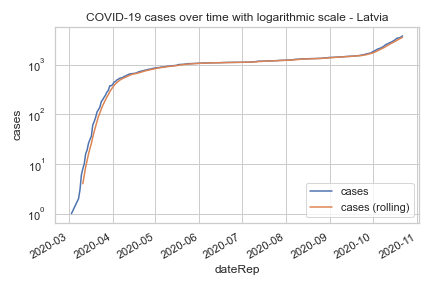 COVID-19 cases over time with logarithmic scale - Latvia
cases
10³
10²
10¹
10⁰
cases
cases (rolling)
2020-03
2020-04
2020-05
2020-06
2020-07
2020-08
2020-09
2020-10
2020-11
dateRep